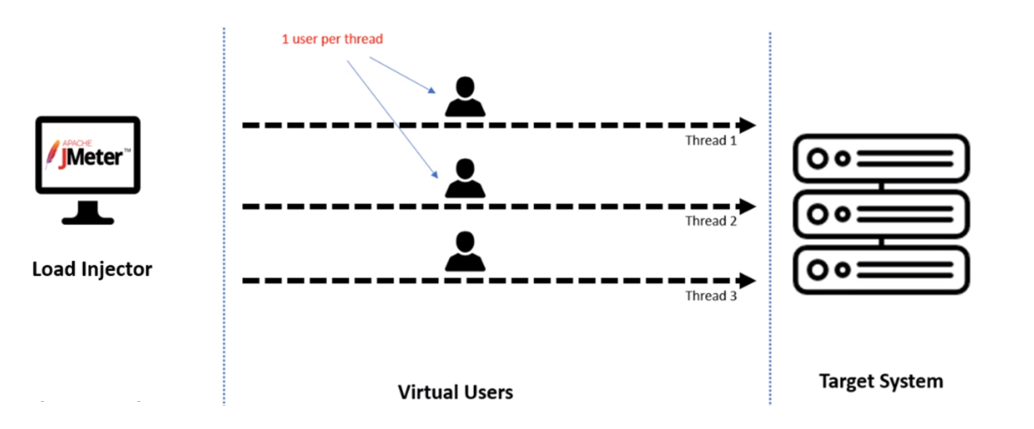 1 user per thread
APACHE
JMeter™
Thread 1
Thread 2
Thread 3
Load Injector
Virtual Users
Target System